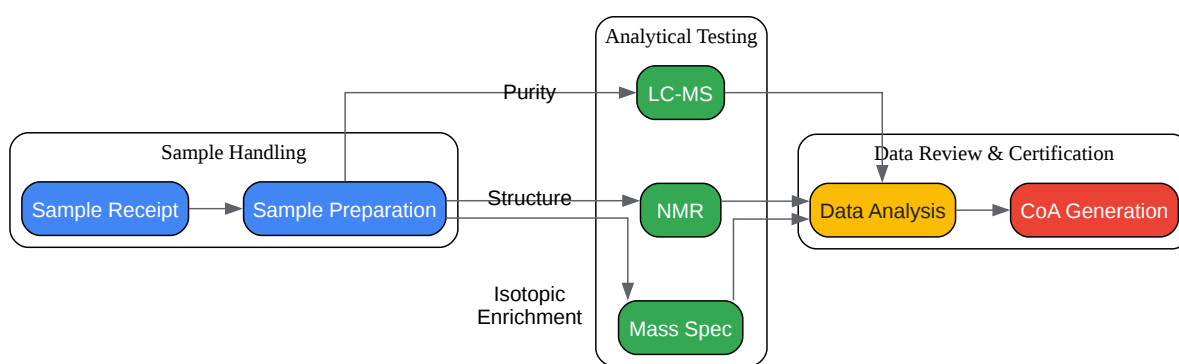 Analytical Testing
Purity
LC-MS
Sample Handling
Data Review & Certification
Sample Receipt
Sample Preparation
Structure
NMR
Data Analysis
CoA Generation
Isotopic
Enrichment
Mass Spec